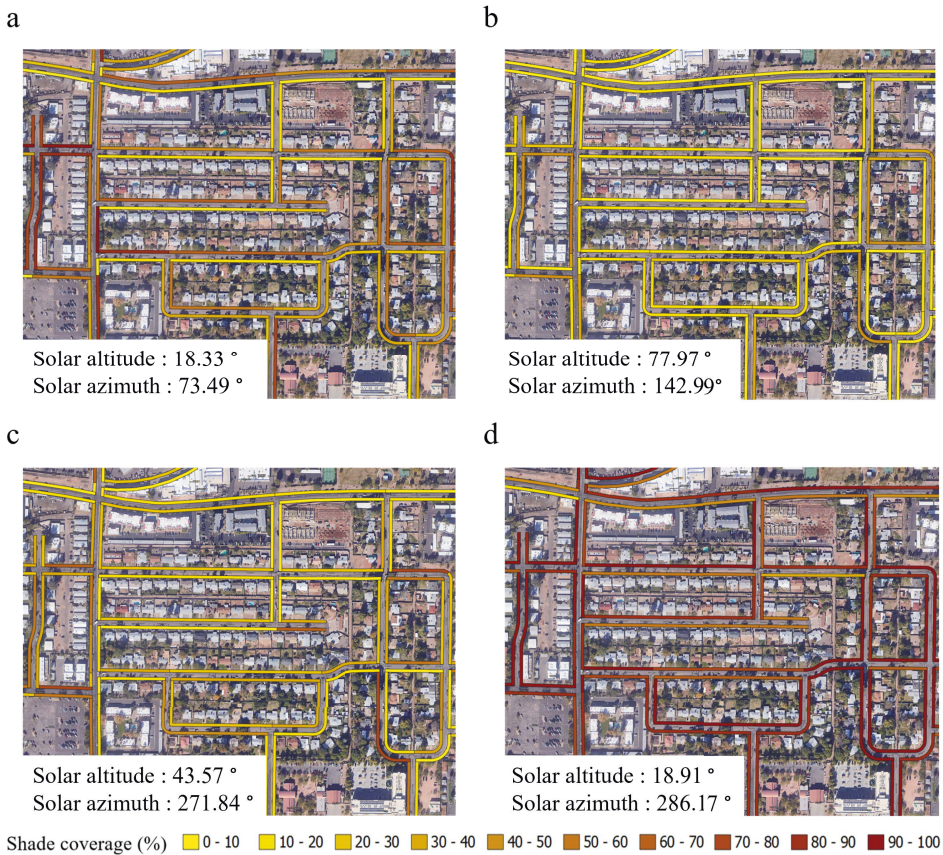 a
b
Solar altitude : 18.33 °
Solar azimuth : 73.49 °
Solar altitude : 77.97 °
Solar azimuth : 142.99°
c
d
Solar altitude : 43.57 °
Solar azimuth : 271.84 °
Solar altitude : 18.91 °
Solar azimuth : 286.17 °
Shade coverage (%) 0 - 10 10 - 20 20 - 30 30 - 40 40 - 50 50 - 60 60 - 70 70 - 80 80 - 90 90 - 100